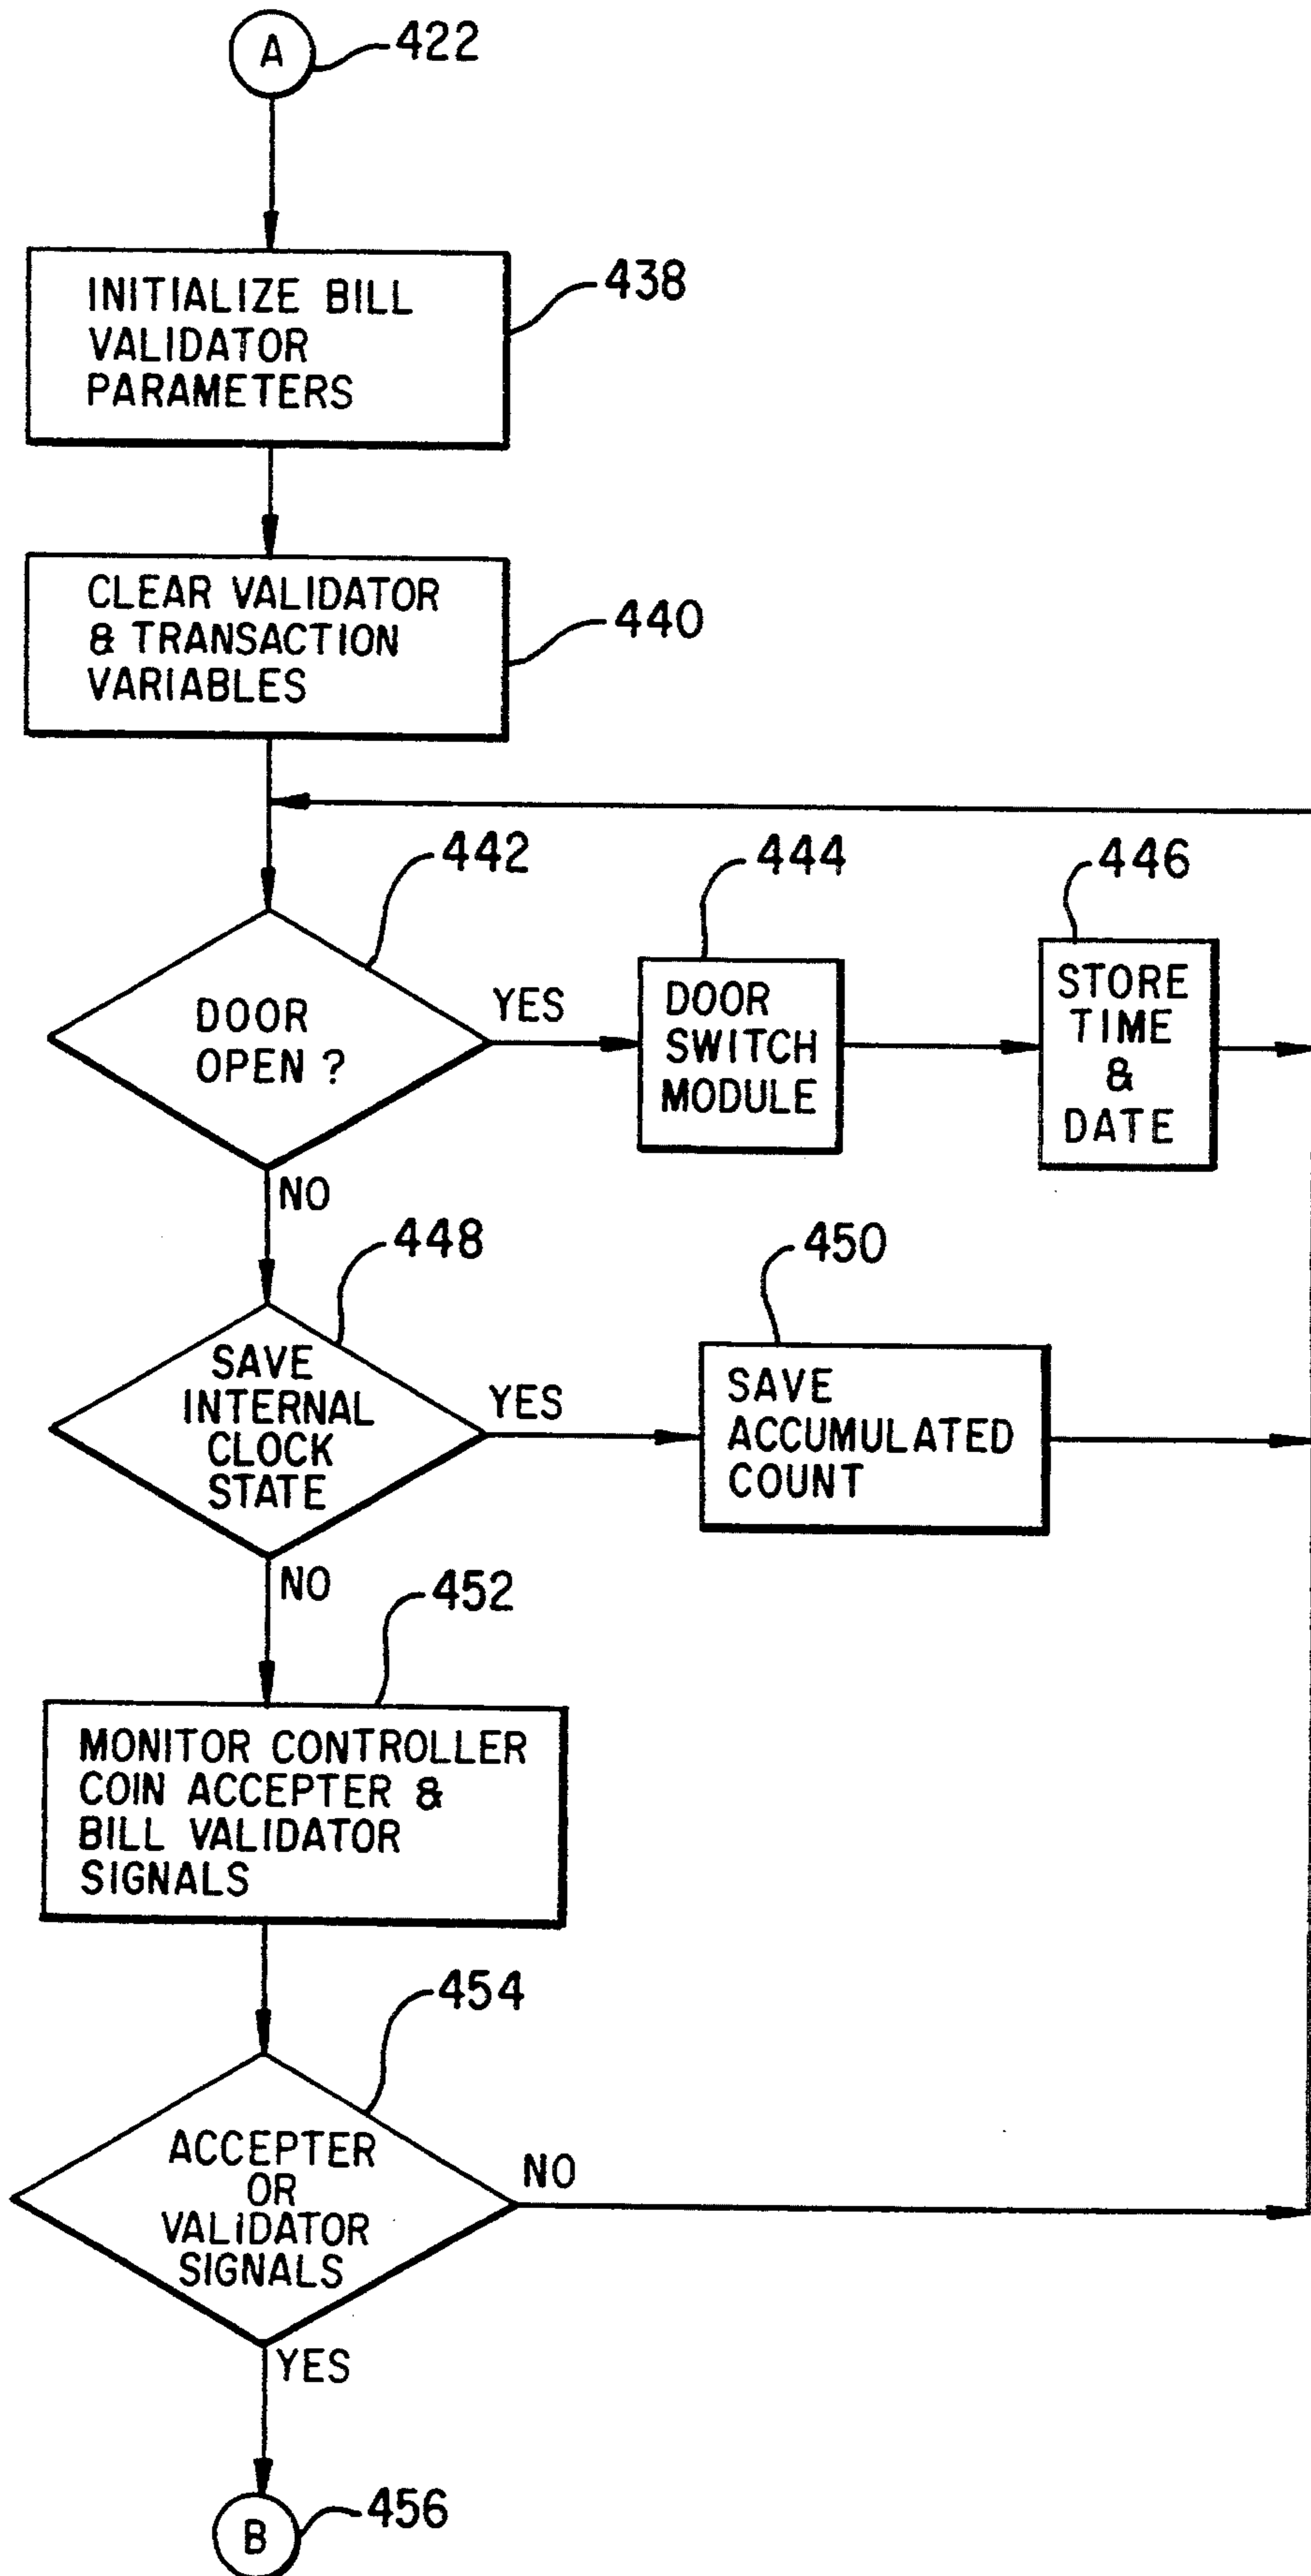 A
422
INITIALIZE BILL
VALIDATOR
PARAMETERS
438
CLEAR VALIDATOR
& TRANSACTION
VARIABLES
440
442
444
446
DOOR
OPEN ?
YES
DOOR
SWITCH
MODULE
STORE
TIME
&
DATE
NO
448
450
SAVE
INTERNAL
CLOCK
STATE
YES
SAVE
ACCUMULATED
COUNT
NO
452
MONITOR CONTROLLER
COIN ACCEPTER &
BILL VALIDATOR
SIGNALS
454
ACCEPTER
OR
VALIDATOR
SIGNALS
NO
YES
B
456